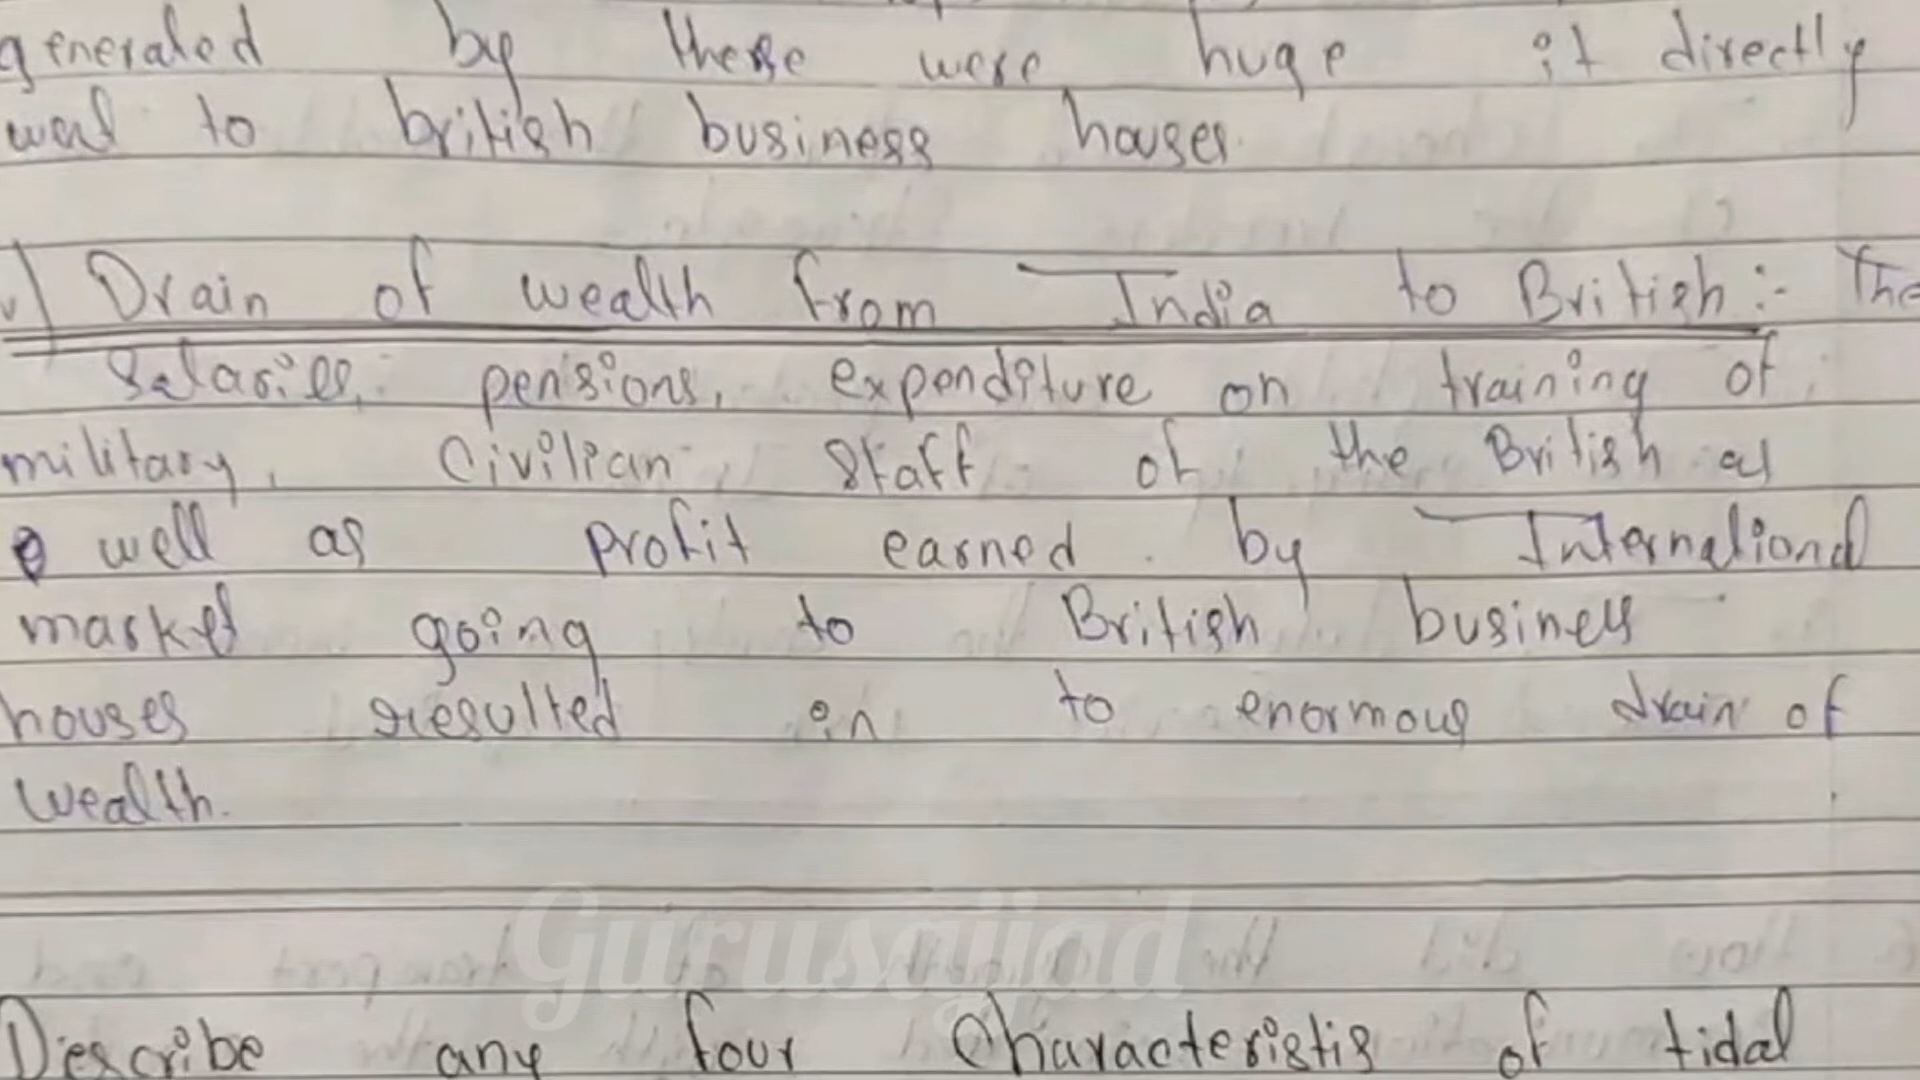 generated by these were huge it directly
went to british business houses
v) Drain of wealth from India to British :- The
Salaries, pensions, expenditure on training of
military, Civilian, staff of the British as
well as profit earned by International
market going to British business
houses resulted in to enormous drain of
wealth.
Gurusajjad
Describe any four Characteristis of tidal